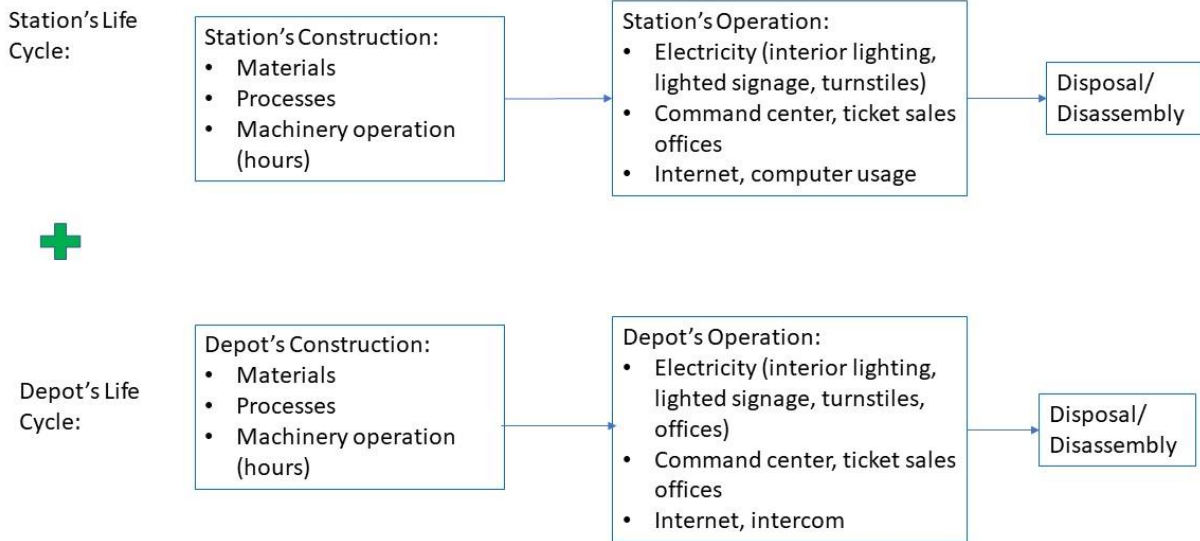 Station's Life
Cycle:
Station's Construction:
• Materials
• Processes
• Machinery operation
(hours)
Station's Operation:
• Electricity (interior lighting,
lighted signage, turnstiles)
• Command center, ticket sales
offices
• Internet, computer usage
Disposal/
Disassembly
Depot's Life
Cycle:
Depot's Construction:
• Materials
• Processes
• Machinery operation
(hours)
Depot's Operation:
• Electricity (interior lighting,
lighted signage, turnstiles,
offices)
• Command center, ticket sales
offices
• Internet, intercom
Disposal/
Disassembly